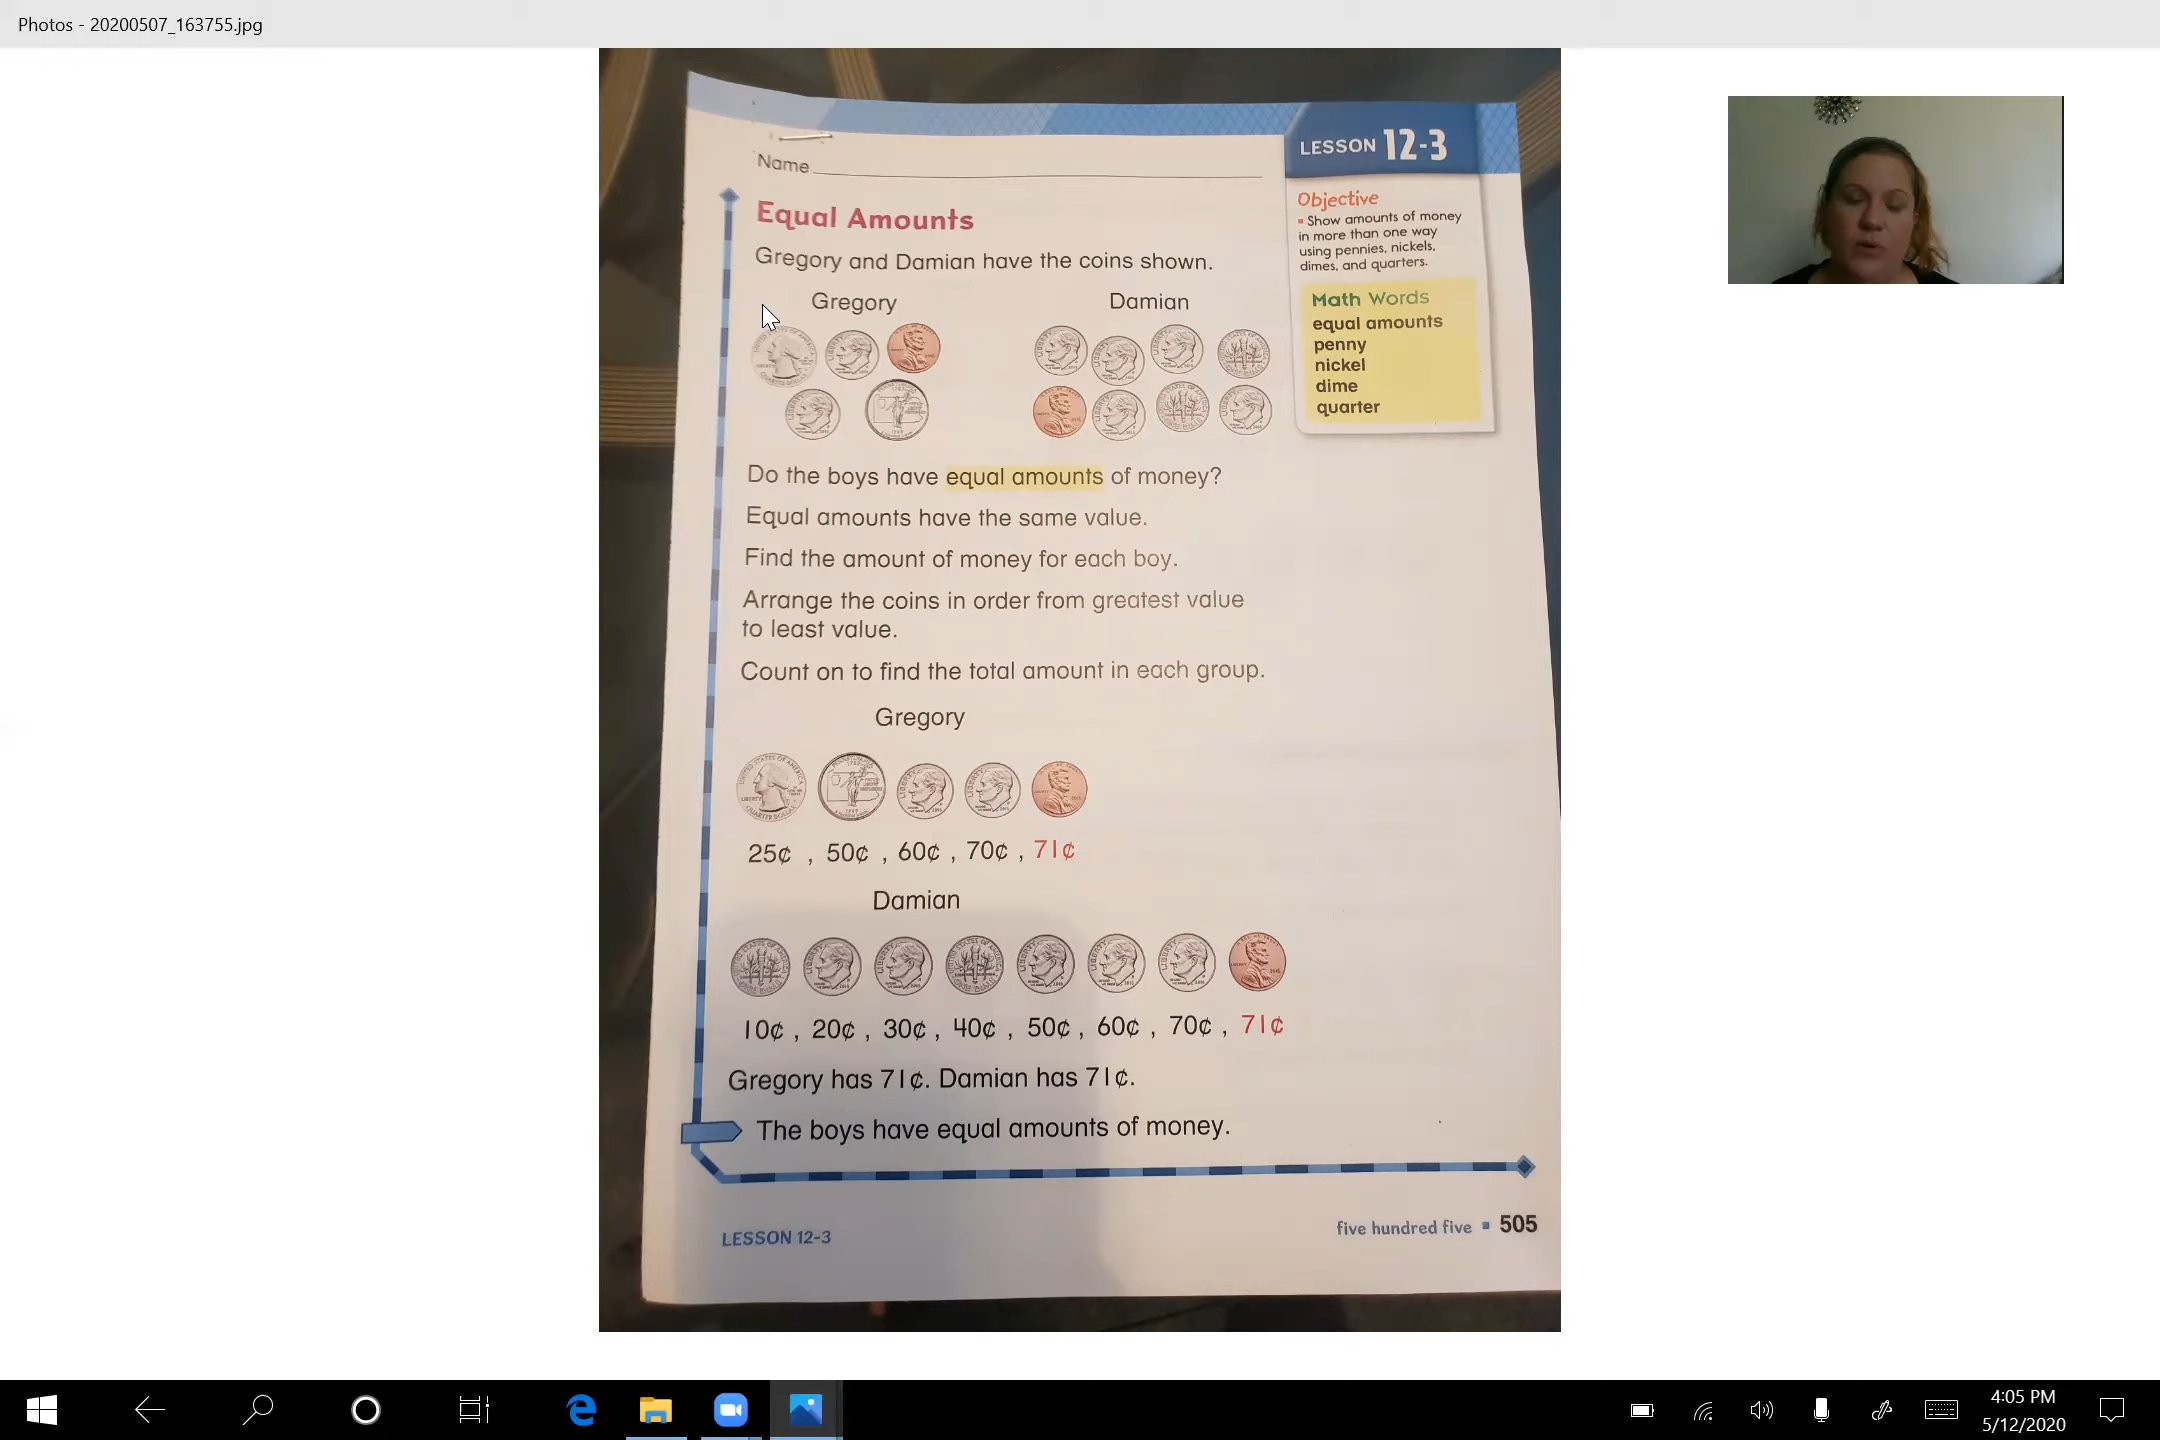 Photos - 20200507_163755.jpg
LESSON 12-3
Name
Objective
Show amounts of money
in more than one way
using pennies, nickels,
dimes, and quarters.
Math Words
equal amounts
penny
nickel
dime
quarter
Equal Amounts
Gregory and Damian have the coins shown.
Gregory Damian
Do the boys have equal amounts of money?
Equal amounts have the same value.
Find the amount of money for each boy.
Arrange the coins in order from greatest value
to least value.
Count on to find the total amount in each group.
Gregory
25¢ , 50¢ , 60¢ , 70¢ , 71¢
Damian
10¢ , 20¢ , 30¢ , 40¢ , 50¢ , 60¢ , 70¢ , 71¢
Gregory has 71¢. Damian has 71¢.
The boys have equal amounts of money.
LESSON 12-3
five hundred five ▪ 505
4:05 PM
5/12/2020